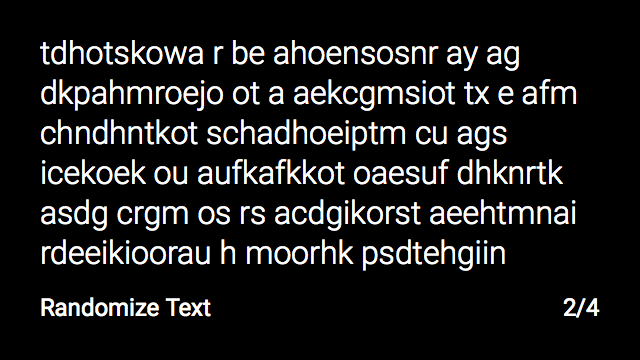 tdhotskowa r be ahoensosnr ay ag
dkpahmroejo ot a aekcgmsiot tx e afm
chndhntkot schadhoeiptm cu ags
icekoek ou aufkafkkot oaesuf dhknrtk
asdg crgm os rs acdgikorst aeehtmnai
rdeeikioorau h moorhk psdtehgiin
Randomize Text 2/4